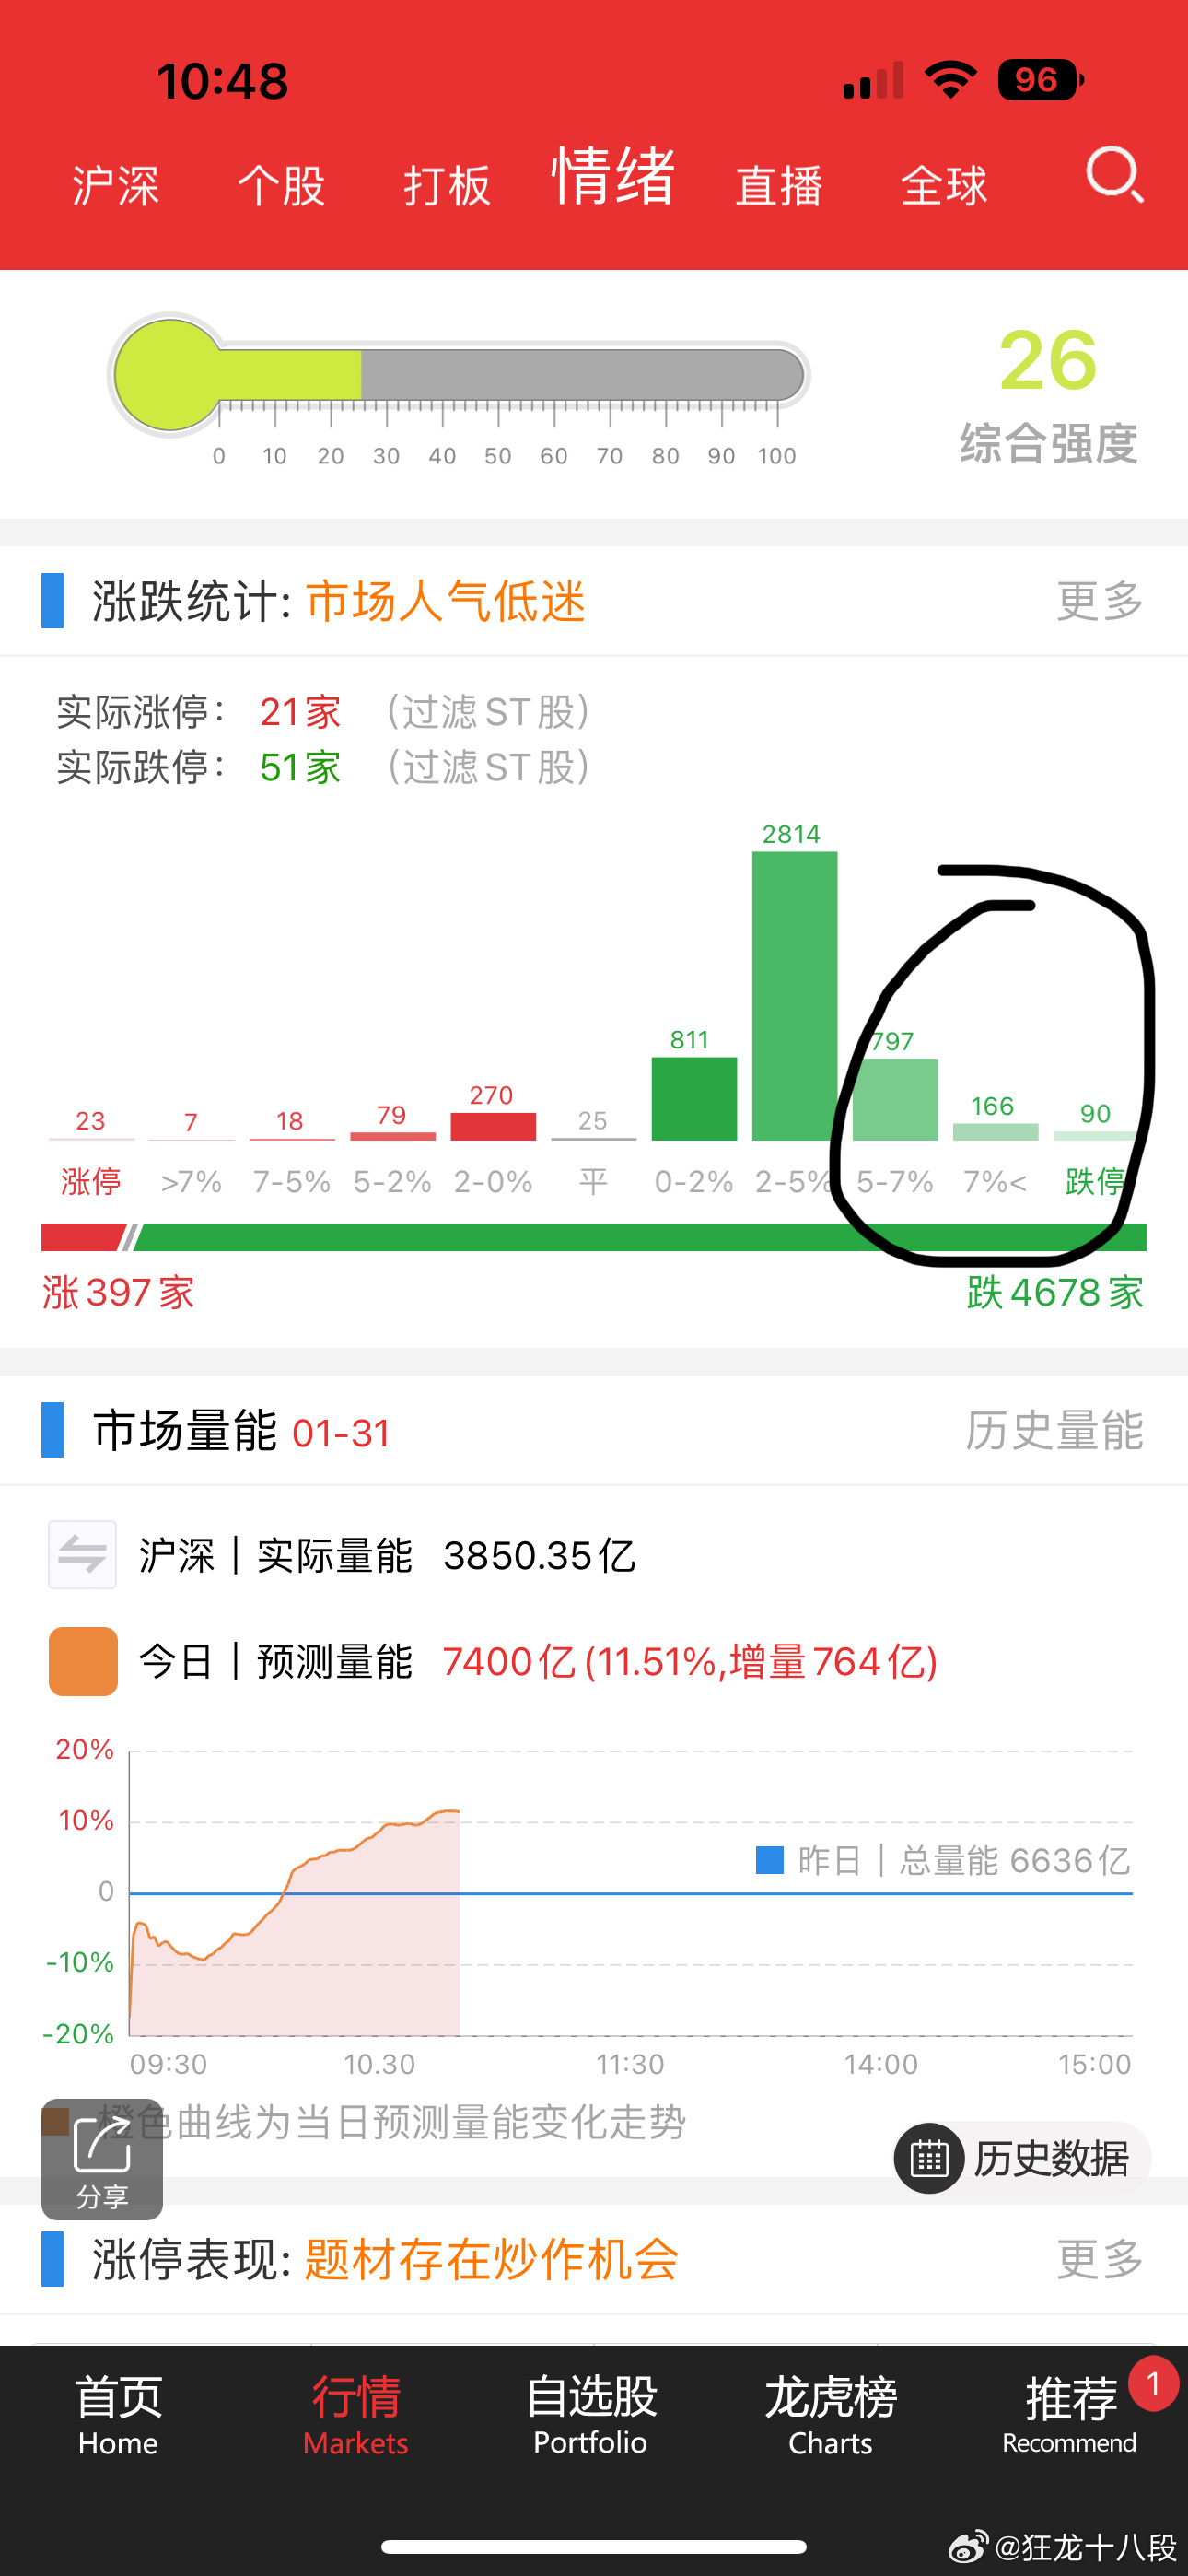 10:48
96
沪深 个股 打板 情绪 直播 全球
26
综合强度
0 10 20 30 40 50 60 70 80 90 100
涨跌统计: 市场人气低迷 更多
实际涨停: 21家 (过滤ST股)
实际跌停: 51家 (过滤ST股)
23 7 18 79 270 25 811 2814 797 166 90
涨停 >7% 7-5% 5-2% 2-0% 平 0-2% 2-5% 5-7% 7%< 跌停
涨397家 跌4678家
市场量能 01-31 历史量能
沪深|实际量能 3850.35亿
今日|预测量能 7400亿(11.51%,增量764亿)
20%
10%
昨日|总量能 6636亿
0
-10%
-20%
09:30 10.30 11:30 14:00 15:00
橙色曲线为当日预测量能变化走势
历史数据
分享
涨停表现: 题材存在炒作机会 更多
首页 行情 自选股 龙虎榜 推荐 1
Home Markets Portfolio Charts Recommend
@狂龙十八段